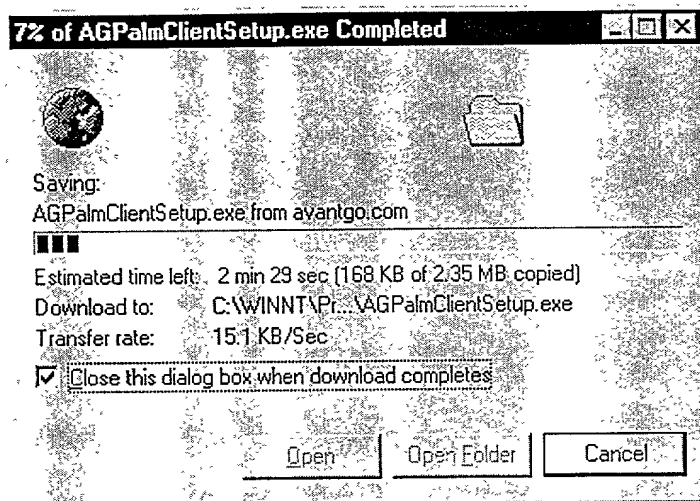 7% of AGPalmClientSetup.exe Completed
Saving:
AGPalmClientSetup.exe from avantgo.com
Estimated time left: 2 min 29 sec (168 KB of 2.35 MB copied)
Download to: C:\WINNT\Pr...\AGPalmClientSetup.exe
Transfer rate: 15.1 KB/Sec
Close this dialog box when download completes
Open Open Folder Cancel